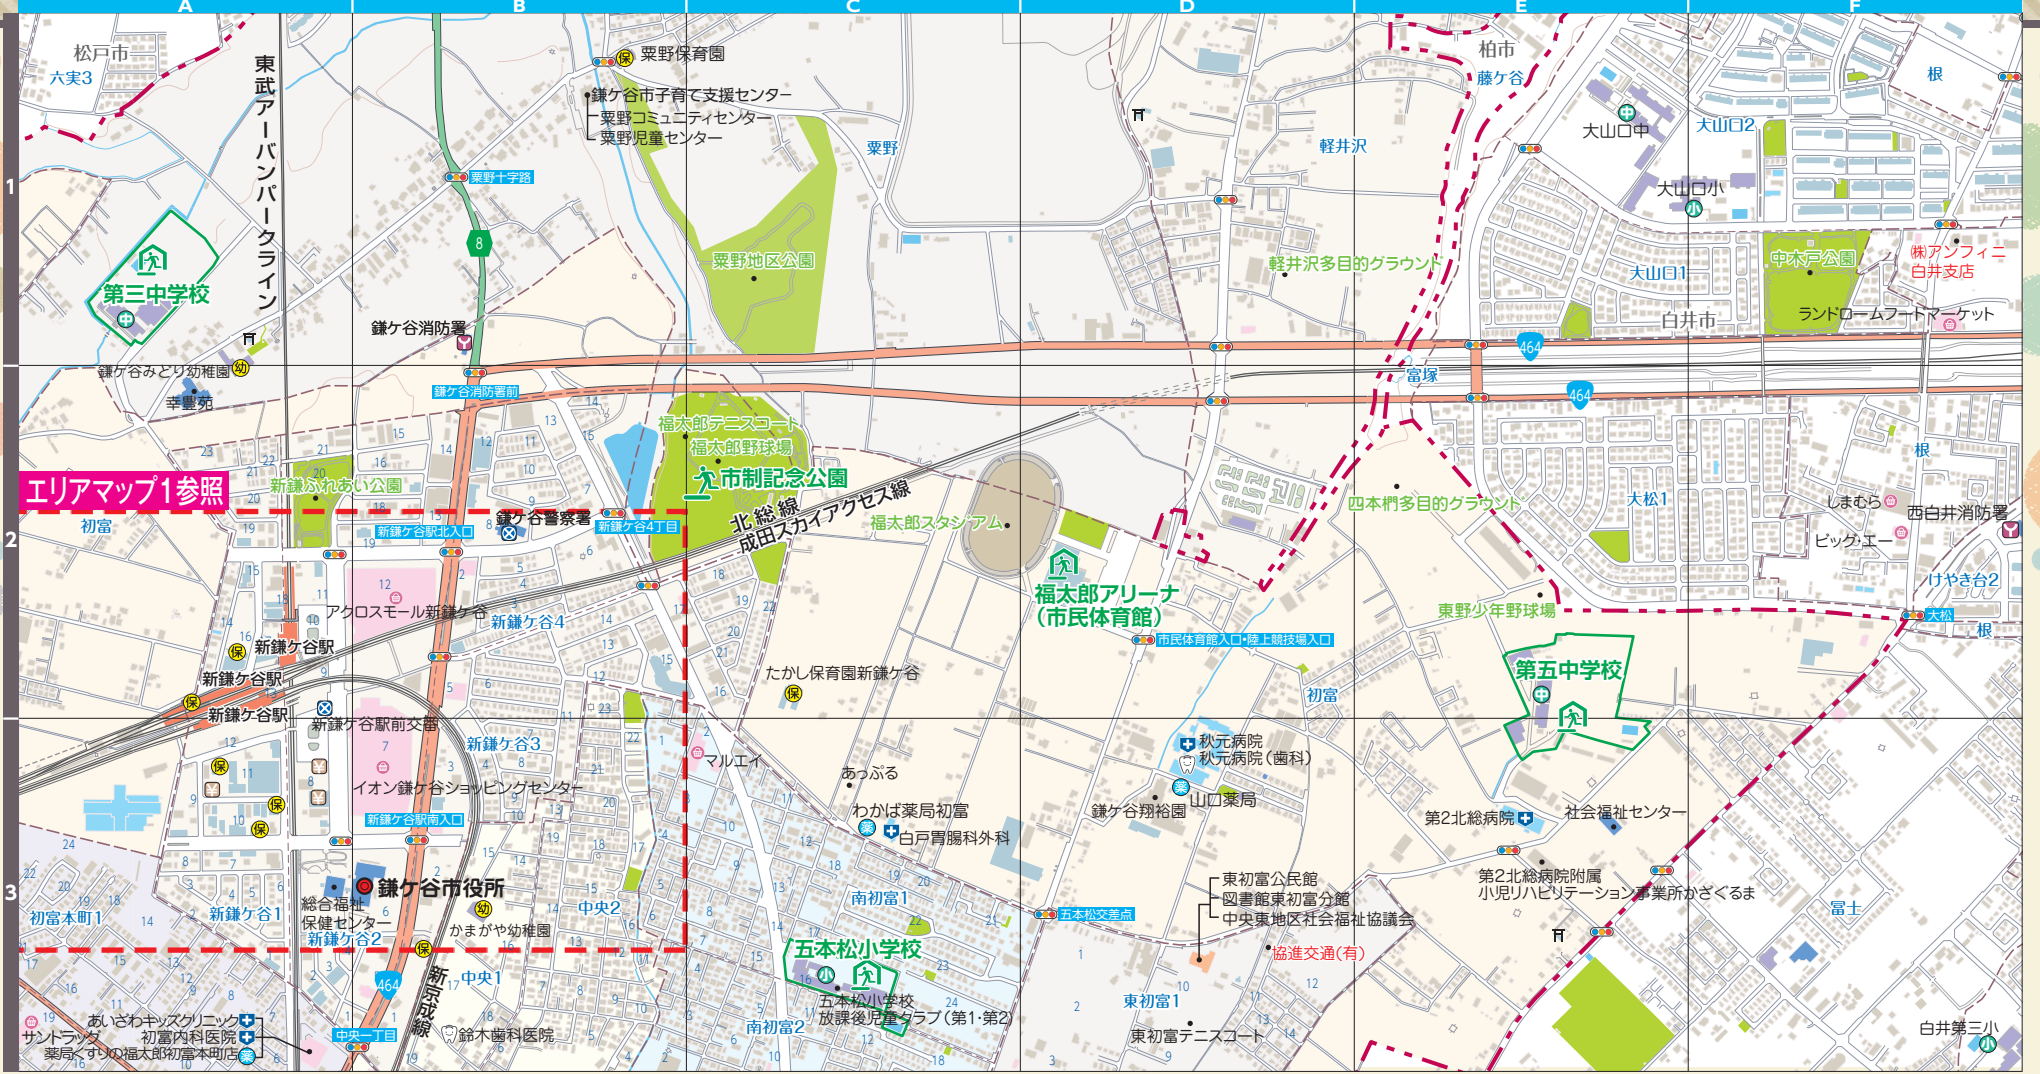 A
B
C
D
E
F
1
2
3
松戸市
六実3
東武アーバンパークライン
粟野保育園
鎌ケ谷市子育て支援センター
粟野コミュニティセンター
粟野児童センター
粟野
粟野十字路
8
粟野地区公園
第三中学校
鎌ケ谷消防署
鎌ケ谷みどり幼稚園
幸豊苑
鎌ケ谷消防署前
軽井沢
軽井沢多目的グラウント
柏市
藤ケ谷
大山口中
大山口2
大山口小
大山口1
根
中木戸公園
㈱アンフィニ
白井支店
白井市
ランドロームフードマーケット
464
464
富塚
エリアマップ1参照
初富
新鎌ふれあい公園
福太郎テニスコート
福太郎野球場
市制記念公園
北総線
成田スカイアクセス線
福太郎スタジアム
鎌ケ谷警察署
新鎌ケ谷4丁目
新鎌ケ谷駅北入口
アクロスモール新鎌ケ谷
新鎌ケ谷4
新鎌ケ谷駅
新鎌ケ谷駅
新鎌ケ谷駅
新鎌ケ谷駅前交番
福太郎アリーナ
（市民体育館）
市民体育館入口・陸上競技場入口
四本椚多目的グラウント
東野少年野球場
大松1
根
しまむら
西白井消防署
ビッグ・エー
けやき台2
大松
根
第五中学校
初富
たかし保育園新鎌ケ谷
新鎌ケ谷3
イオン鎌ケ谷ショッピングセンター
新鎌ケ谷駅南入口
マルエイ
あっぷる
わかば薬局初富
白戸胃腸科外科
秋元病院
秋元病院（歯科）
山口薬局
鎌ケ谷翔裕園
第2北総病院
社会福祉センター
第2北総病院附属
小児リハビリテーション事業所かざぐるま
鎌ケ谷市役所
総合福祉
保健センター
新鎌ケ谷1
新鎌ケ谷2
初富本町1
かまがや幼稚園
中央2
中央1
南初富1
南初富2
五本松小学校
五本松小学校
放課後児童クラブ（第1・第2）
五本松交差点
東初富公民館
図書館東初富分館
中央東地区社会福祉協議会
協進交通（有）
東初富1
東初富テニスコート
冨士
白井第三小
464
新京成線
中央一丁目
鈴木歯科医院
あいざわキッズクリニック
サンドラッグ
初富内科医院
薬局くすりの福太郎初富本町店